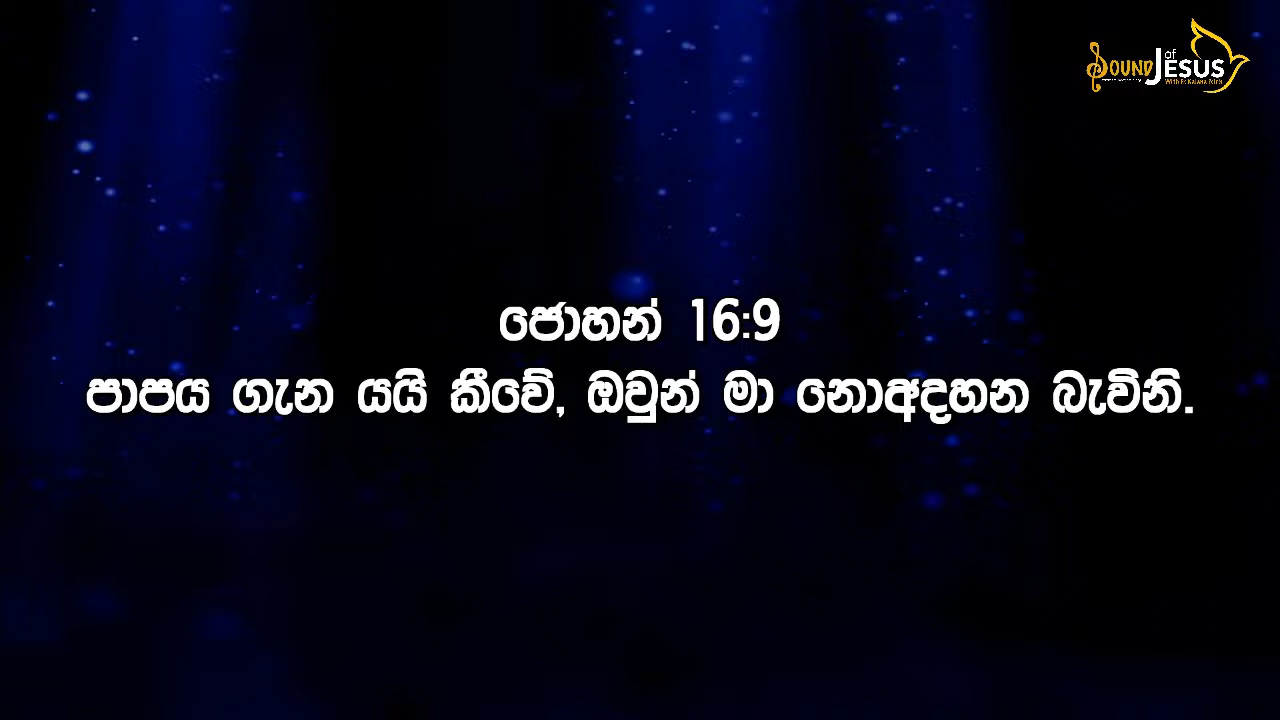 SOUND of JESUS
ජොහන් 16:9
පාපය ගැන යයි කීවේ, ඔවුන් මා නොඅදහන බැවිනි.